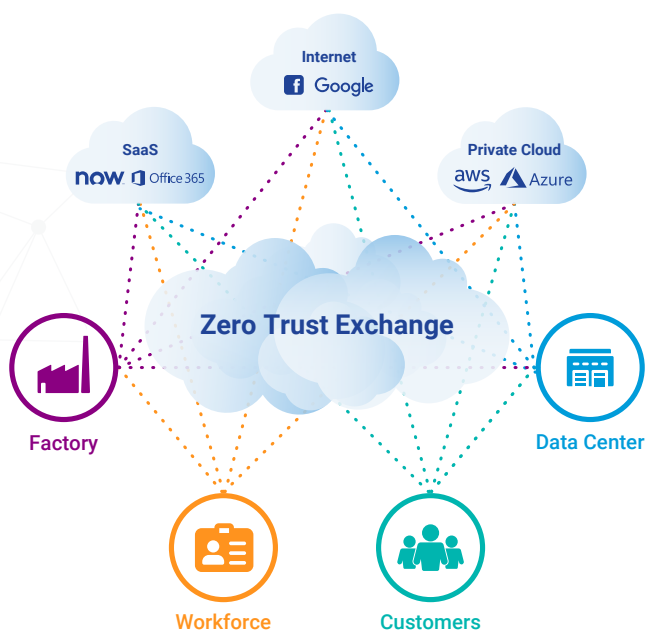 Internet
f Google
SaaS
now Office 365
Private Cloud
aws Azure
Zero Trust Exchange
Factory
Data Center
Workforce
Customers